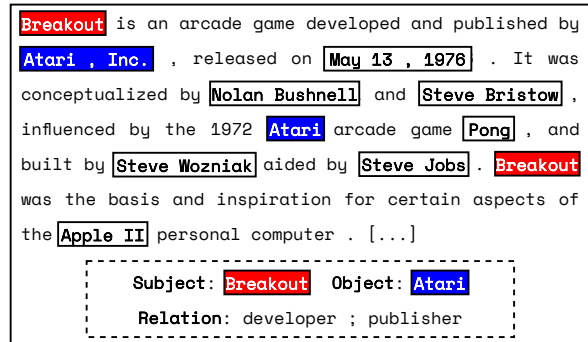 Breakout is an arcade game developed and published by
Atari , Inc. , released on May 13 , 1976 . It was
conceptualized by Nolan Bushnell and Steve Bristow ,
influenced by the 1972 Atari arcade game Pong , and
built by Steve Wozniak aided by Steve Jobs . Breakout
was the basis and inspiration for certain aspects of
the Apple II personal computer . [...]
Subject: Breakout Object: Atari
Relation: developer ; publisher